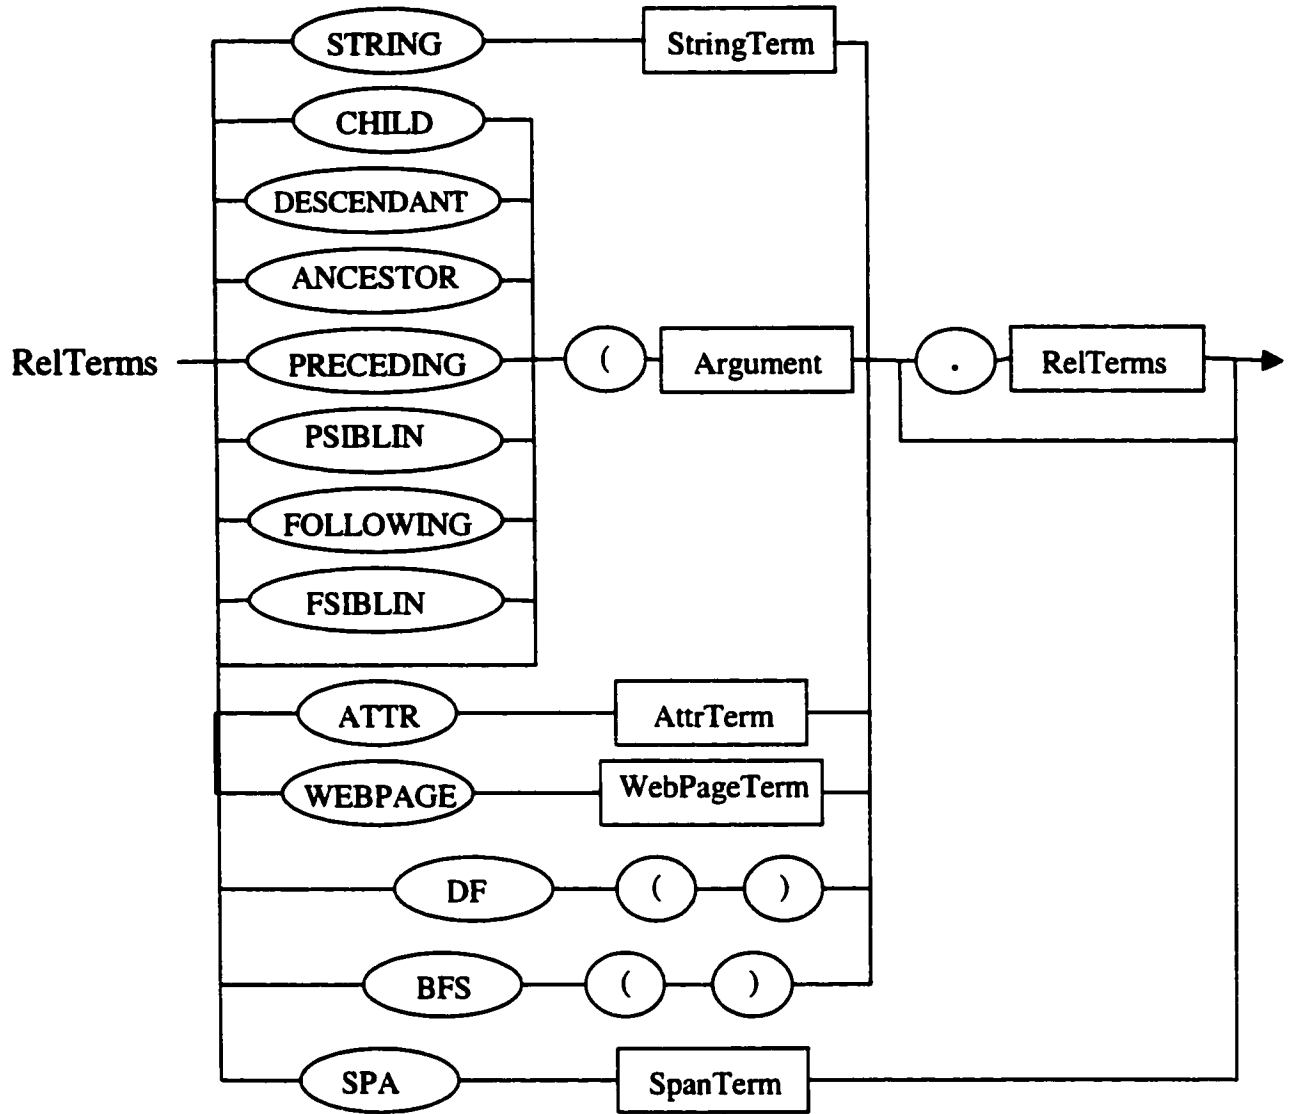 STRING StringTerm
CHILD
DESCENDANT
ANCESTOR
RelTerms PRECEDING ( Argument . RelTerms
PSIBLIN
FOLLOWING
FSIBLIN
ATTR AttrTerm
WEBPAGE WebPageTerm
DF ( )
BFS ( )
SPA SpanTerm